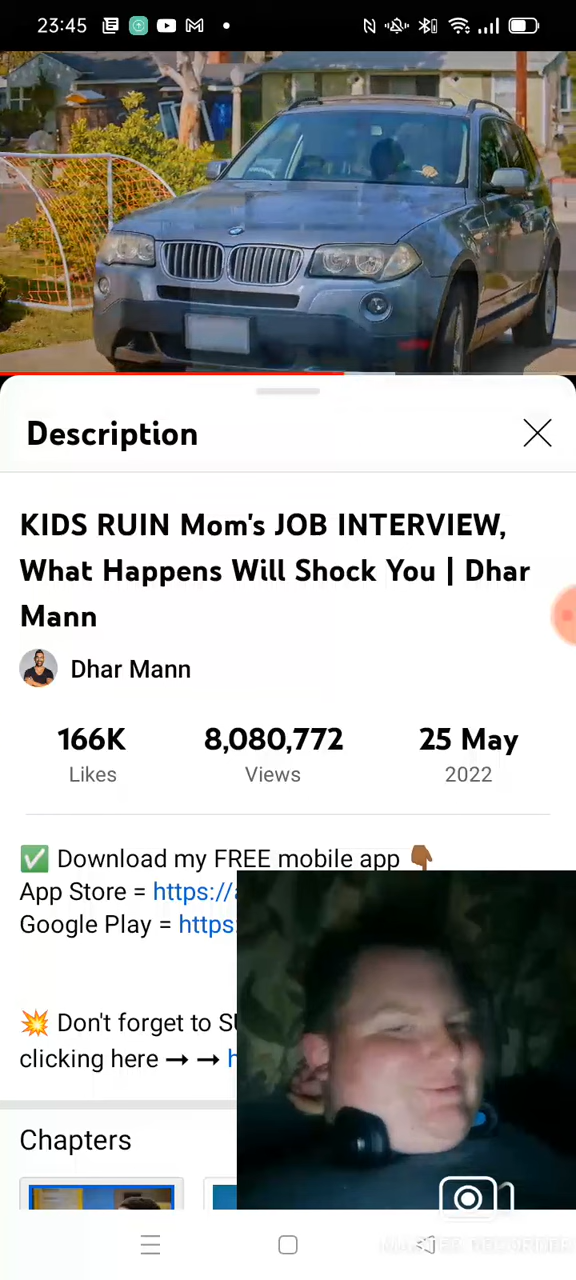 23:45
Description
KIDS RUIN Mom's JOB INTERVIEW,
What Happens Will Shock You | Dhar
Mann
Dhar Mann
166K 8,080,772 25 May
Likes Views 2022
✅ Download my FREE mobile app 👇🏾
App Store = https://
Google Play = https:
💥 Don't forget to SU
clicking here ➞ ➞ h
Chapters